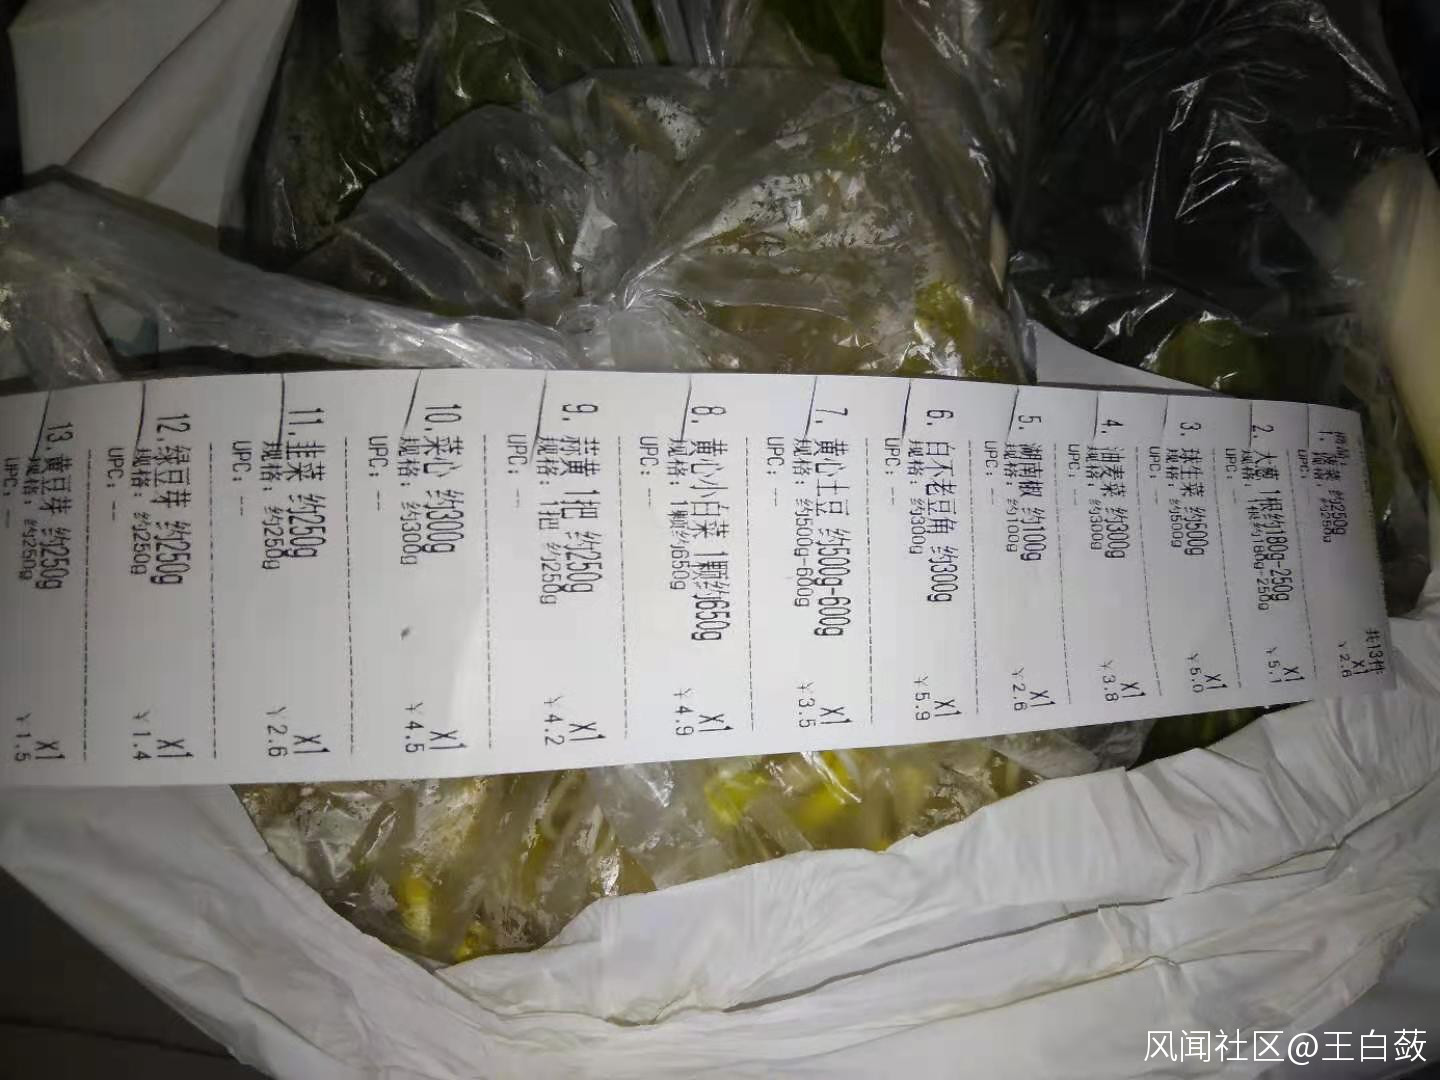 商品:
共13件
1. 菠菜 约250g
X1
规格:约250g
￥2.6
UPC:--
2. 大葱 1根约180g-250g
X1
规格:1根约180g-250g
￥5.1
UPC:--
3. 球生菜 约500g
X1
规格:约500g
￥5.0
UPC:--
4. 油麦菜 约300g
X1
规格:约300g
￥3.8
UPC:--
5. 湖南椒 约100g
X1
规格:约100g
￥2.6
UPC:--
6. 白不老豆角 约300g
X1
规格:约300g
￥5.9
UPC:--
7. 黄心土豆 约500g-600g
X1
规格:约500g-600g
￥3.5
UPC:--
8. 黄心小白菜 1颗约650g
X1
规格:1颗约650g
￥4.9
UPC:--
9. 蒜黄 1把 约250g
X1
规格:1把 约250g
￥4.2
UPC:--
10. 菜心 约300g
X1
规格:约300g
￥4.5
UPC:--
11. 韭菜 约250g
X1
规格:约250g
￥2.6
UPC:--
12. 绿豆芽 约250g
X1
规格:约250g
￥1.4
UPC:--
13. 黄豆芽 约250g
X1
规格:约250g
￥1.5
UPC:--
风闻社区@王白蔹